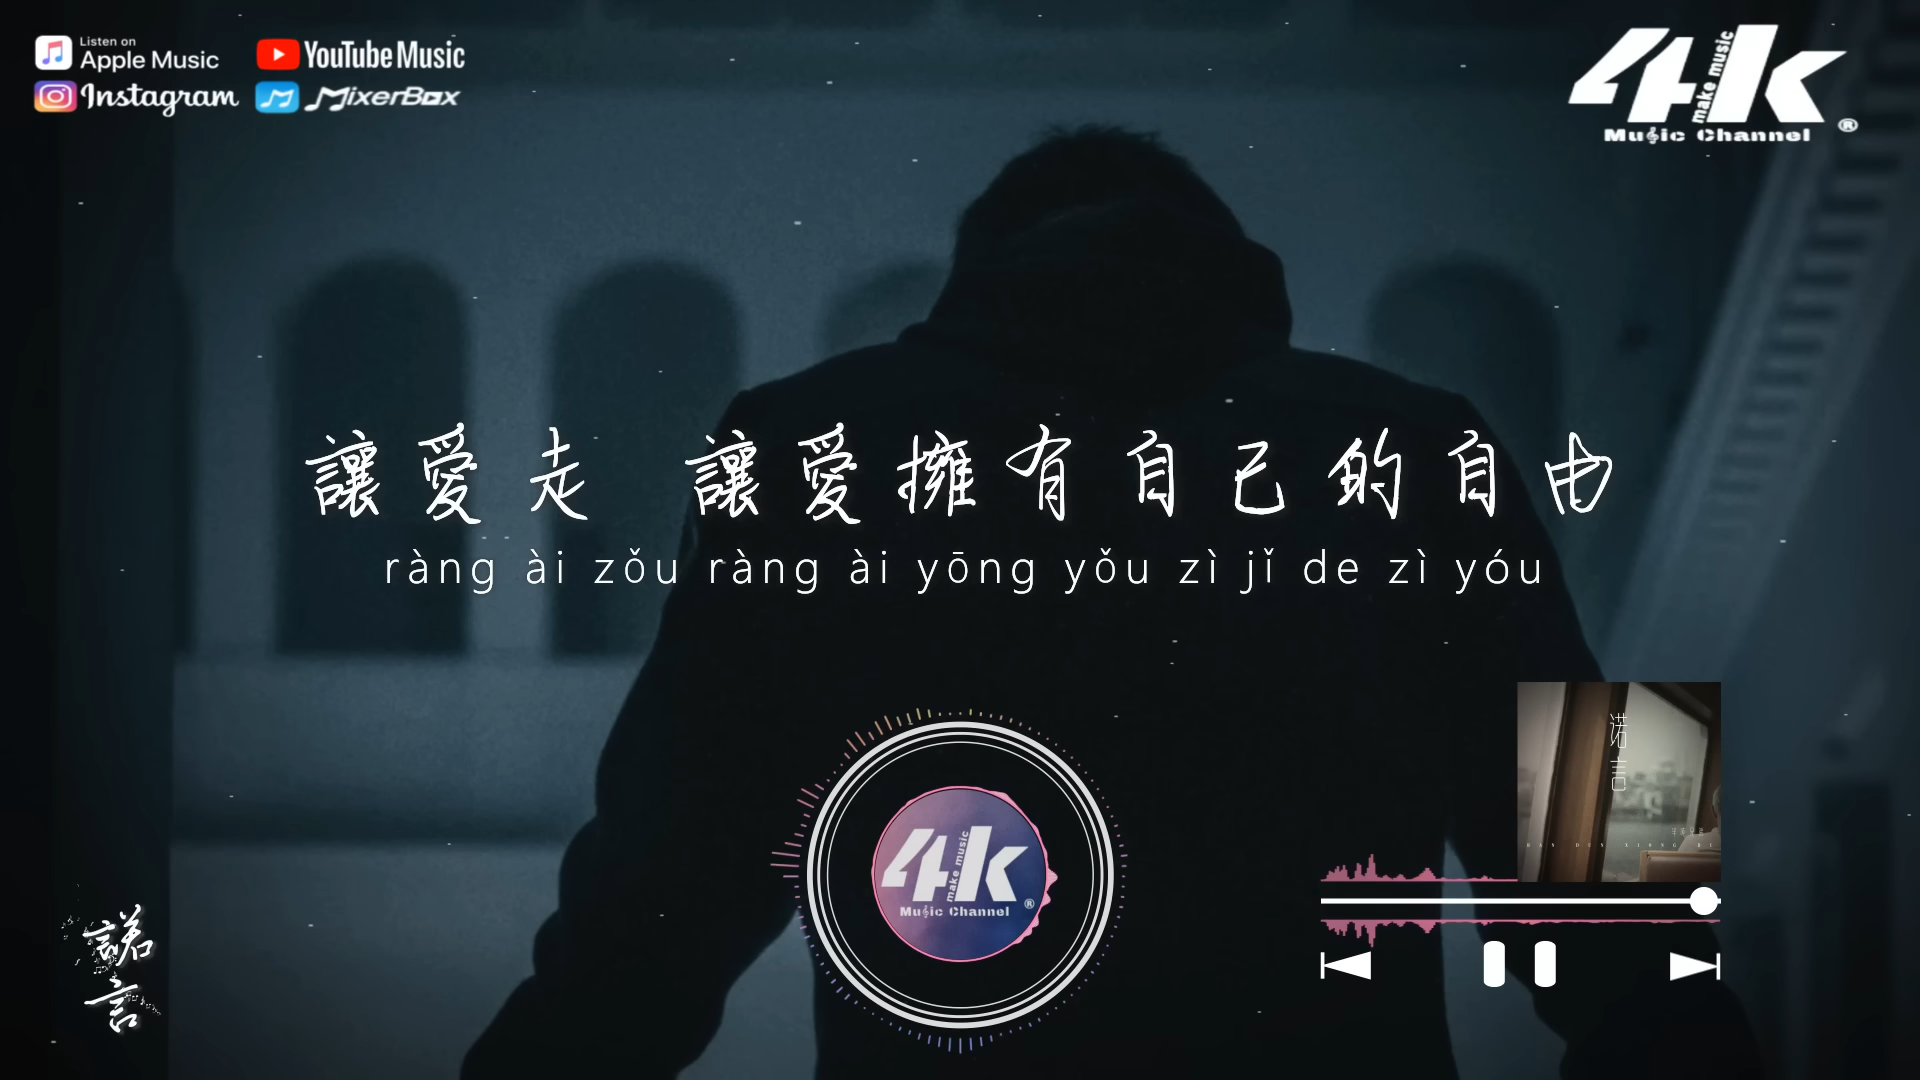 Listen on
Apple Music
YouTube Music
Instagram
MixerBox
4k
make music
Music Channel
®
讓愛走 讓愛擁有自己的自由
ràng ài zǒu ràng ài yōng yǒu zì jǐ de zì yóu
诺言
4k
make music
Music Channel
®
諾言